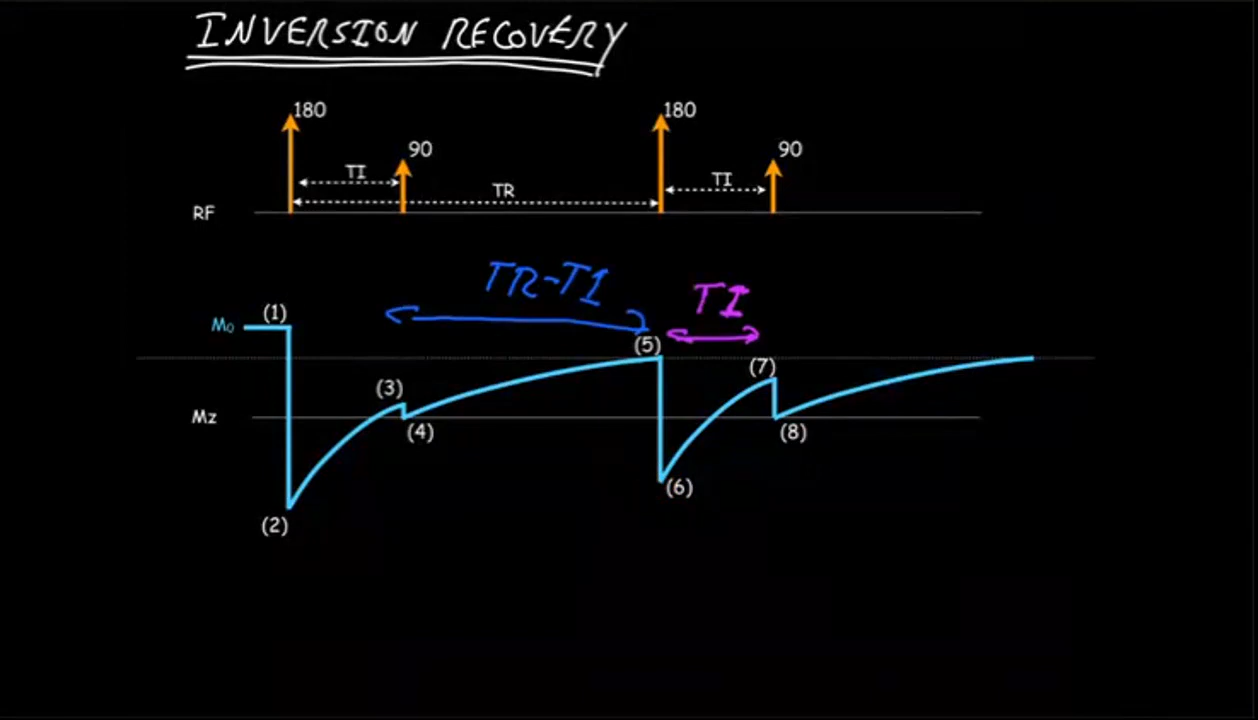 INVERSION RECOVERY
180
180
90
90
TI
TI
TR
RF
TR-TI
TI
(1)
M₀
(5)
(7)
(3)
Mz
(4)
(8)
(6)
(2)